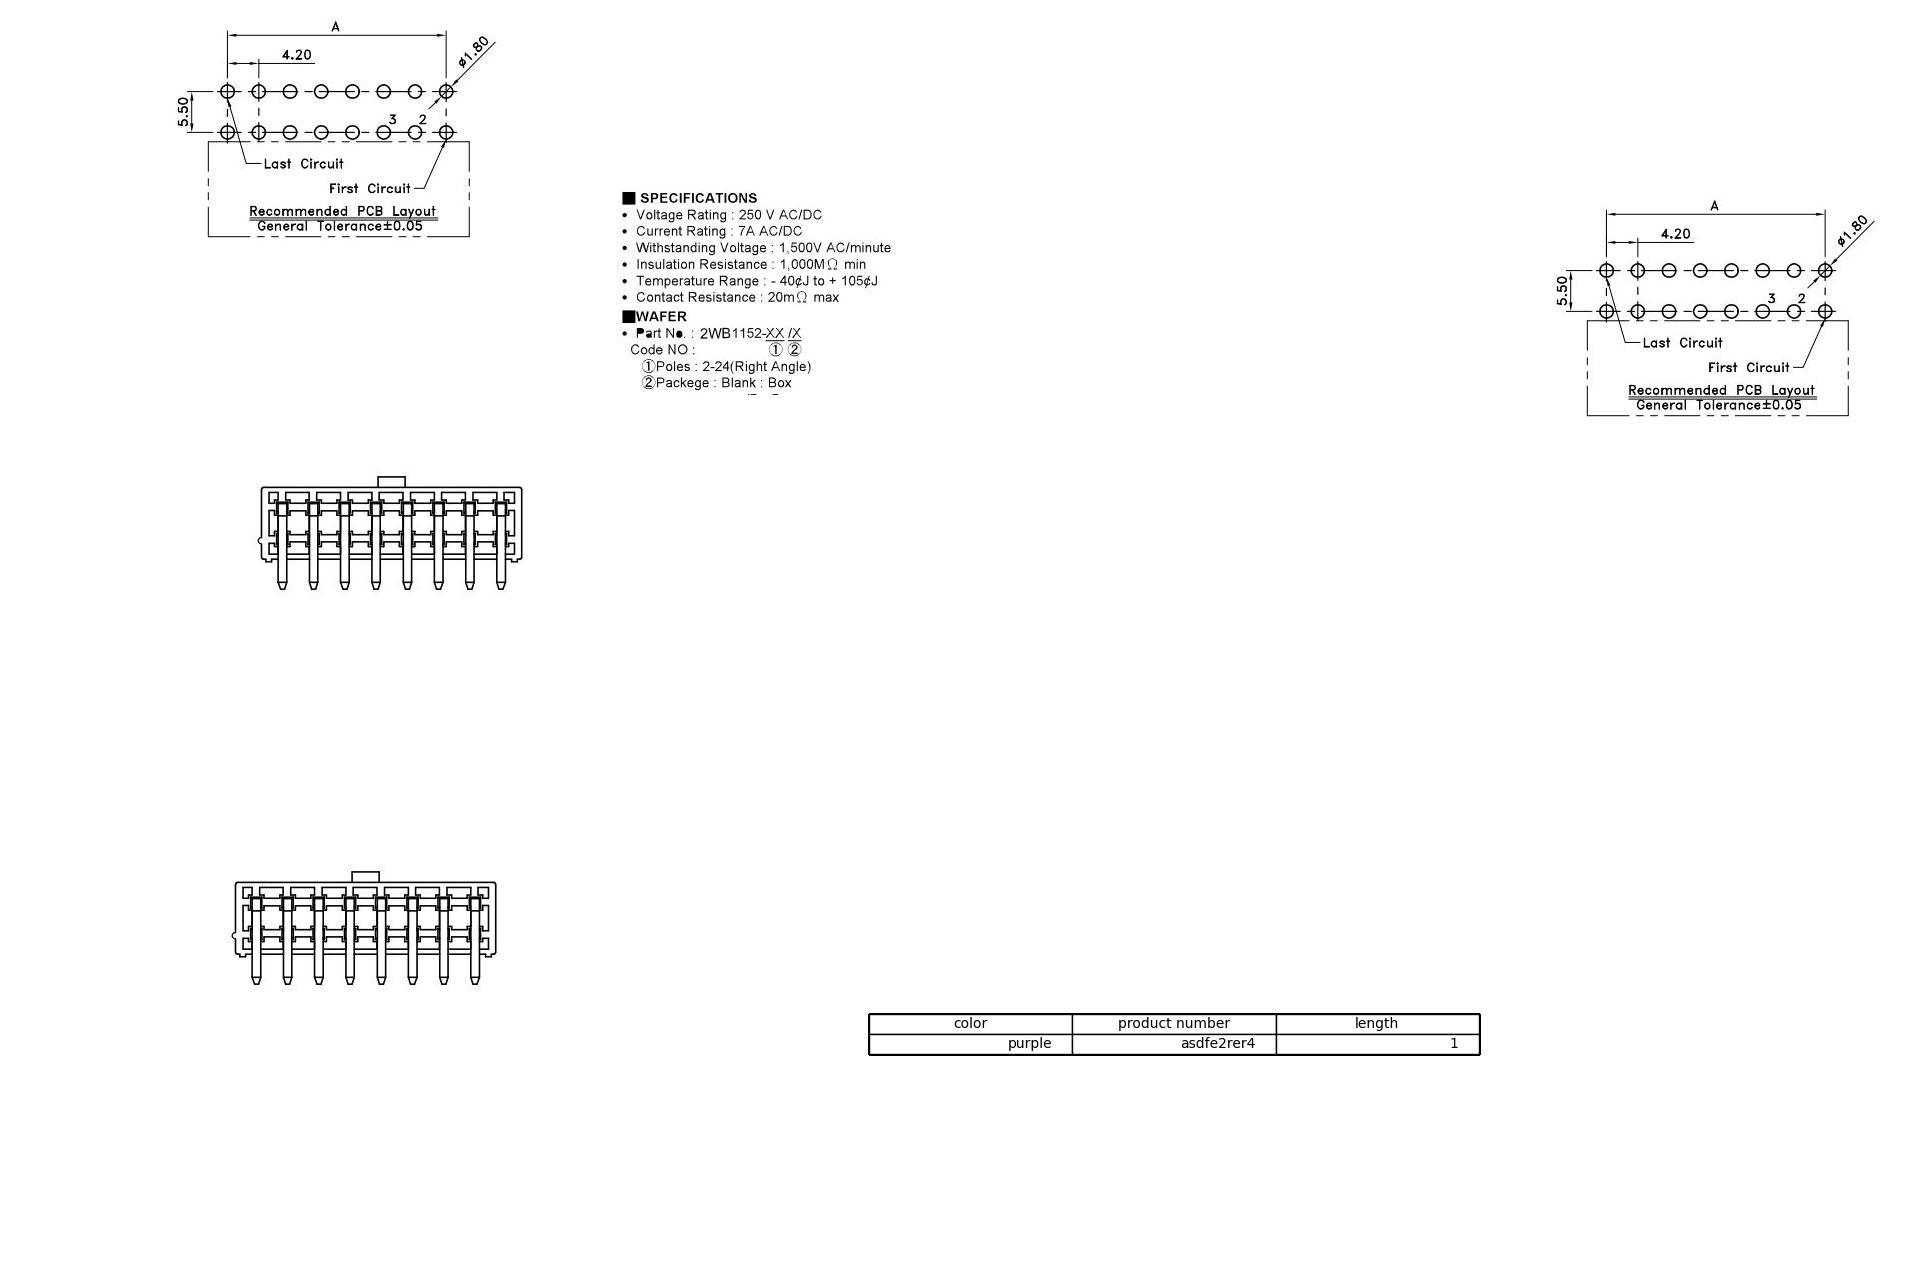 A
4.20
ø1.80
5.50
3 2
Last Circuit
First Circuit
Recommended PCB Layout
General Tolerance±0.05
■ SPECIFICATIONS
• Voltage Rating : 250 V AC/DC
• Current Rating : 7A AC/DC
• Withstanding Voltage : 1,500V AC/minute
• Insulation Resistance : 1,000MΩ min
• Temperature Range : - 40¢J to + 105¢J
• Contact Resistance : 20mΩ max
■WAFER
• Part No. : 2WB1152-XX /X
Code NO : ① ②
①Poles : 2-24(Right Angle)
②Packege : Blank : Box
A
4.20
ø1.80
5.50
3 2
Last Circuit
First Circuit
Recommended PCB Layout
General Tolerance±0.05
color product number length
purple asdfe2rer4 1